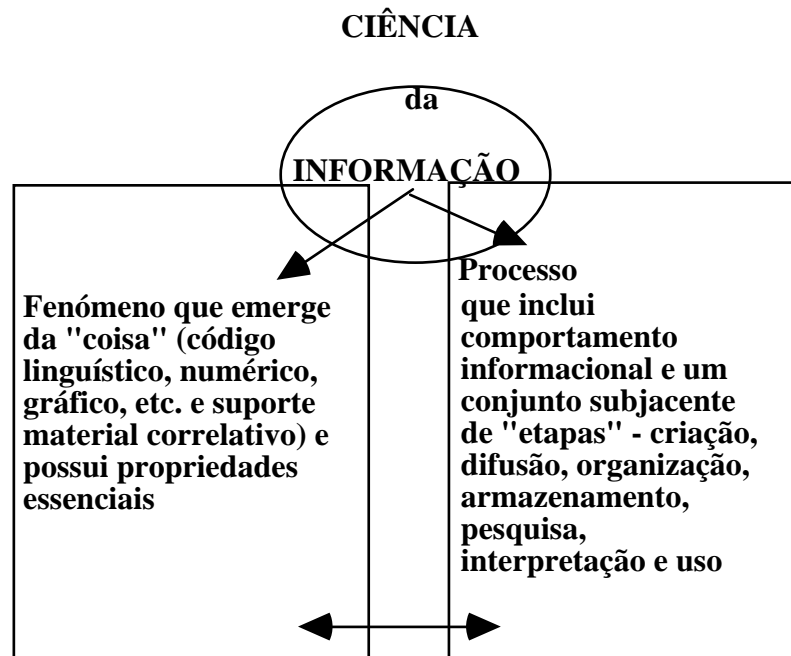 CIÊNCIA
da
INFORMAÇÃO
Fenómeno que emerge
da "coisa" (código
linguístico, numérico,
gráfico, etc. e suporte
material correlativo) e
possui propriedades
essenciais
Processo
que inclui
comportamento
informacional e um
conjunto subjacente
de "etapas" - criação,
difusão, organização,
armazenamento,
pesquisa,
interpretação e uso